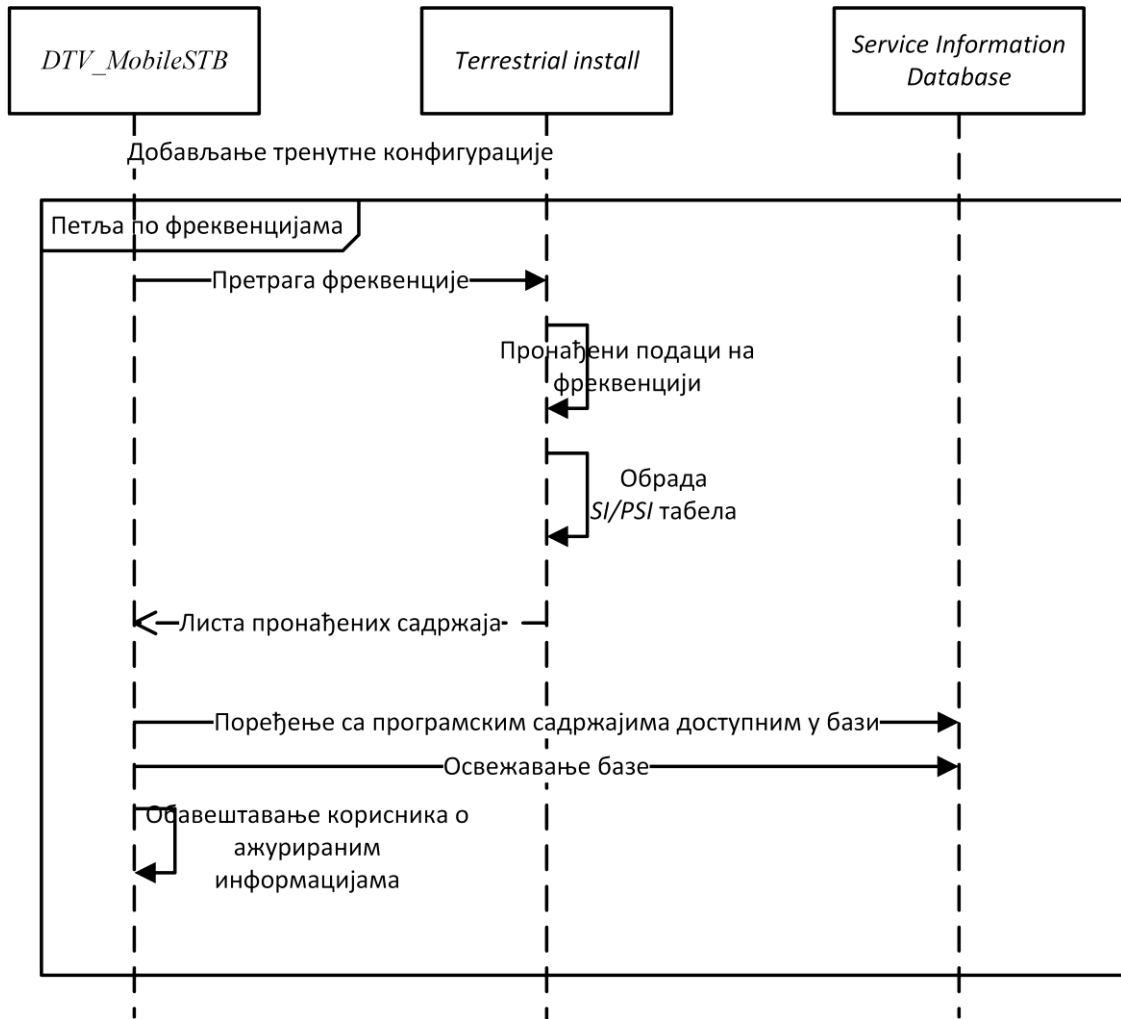 DTV_MobileSTB
Terrestrial install
Service Information
Database
Добављање тренутне конфигурације
Петља по фреквенцијама
Претрага фреквенције
Пронађени подаци на
фреквенцији
Обрада
SI/PSI табела
Листа пронађених садржаја
Поређење са програмским садржајима доступним у бази
Освежавање базе
Обавештавање корисника о
ажурираним
информацијама